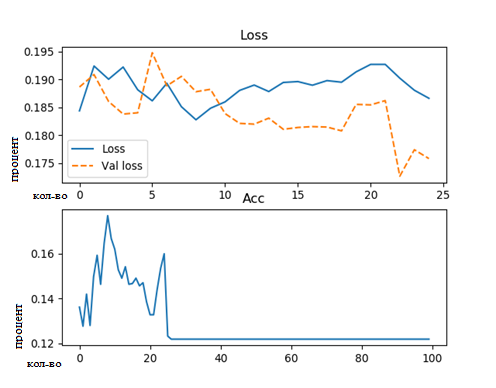 Loss
0.195
0.190
0.185
0.180
0.175
Loss
Val loss
процент
кол-во
0 5 10 15 20 25
Acc
0.16
0.14
0.12
процент
0 20 40 60 80 100
кол-во